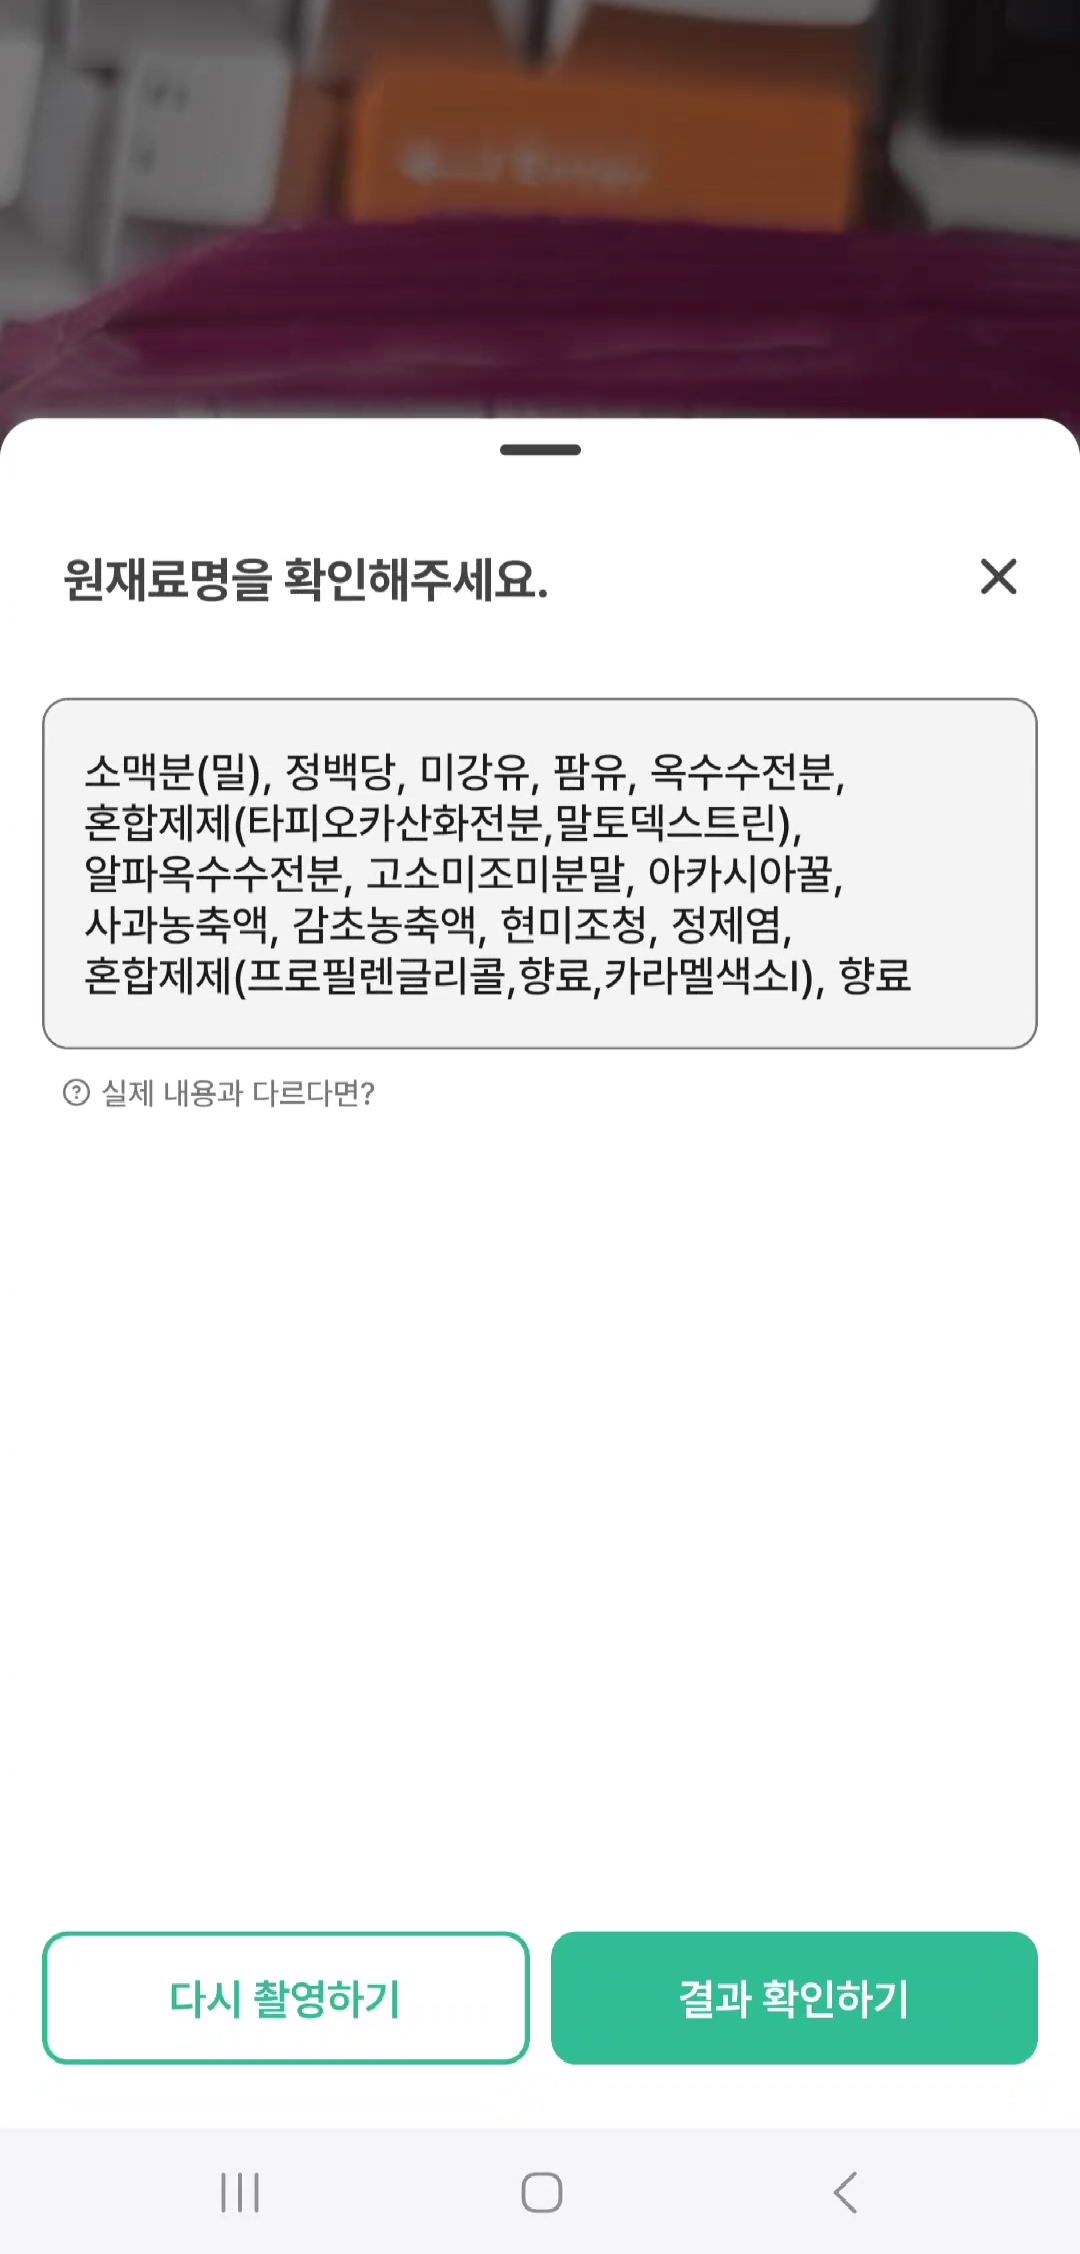 원재료명을 확인해주세요.
소맥분(밀), 정백당, 미강유, 팜유, 옥수수전분,
혼합제제(타피오카산화전분,말토덱스트린),
알파옥수수전분, 고소미조미분말, 아카시아꿀,
사과농축액, 감초농축액, 현미조청, 정제염,
혼합제제(프로필렌글리콜,향료,카라멜색소I), 향료
실제 내용과 다르다면?
다시 촬영하기
결과 확인하기